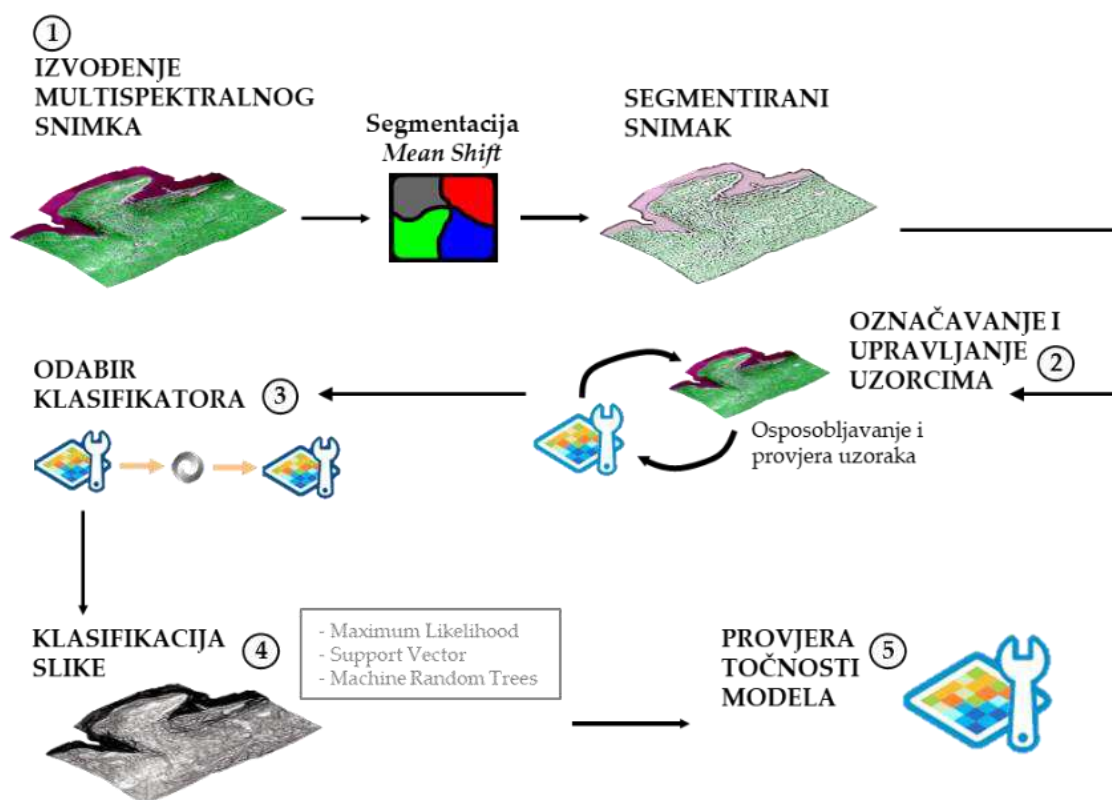 1
IZVOĐENJE
MULTISPEKTRALNOG
SNIMKA
Segmentacija
Mean Shift
SEGMENTIRANI
SNIMAK
OZNAČAVANJE I
UPRAVLJANJE
UZORCIMA
2
Osposobljavanje i
provjera uzoraka
ODABIR
KLASIFIKATORA
3
KLASIFIKACIJA
SLIKE
4
- Maximum Likelihood
- Support Vector
- Machine Random Trees
PROVJERA
TOČNOSTI
MODELA
5